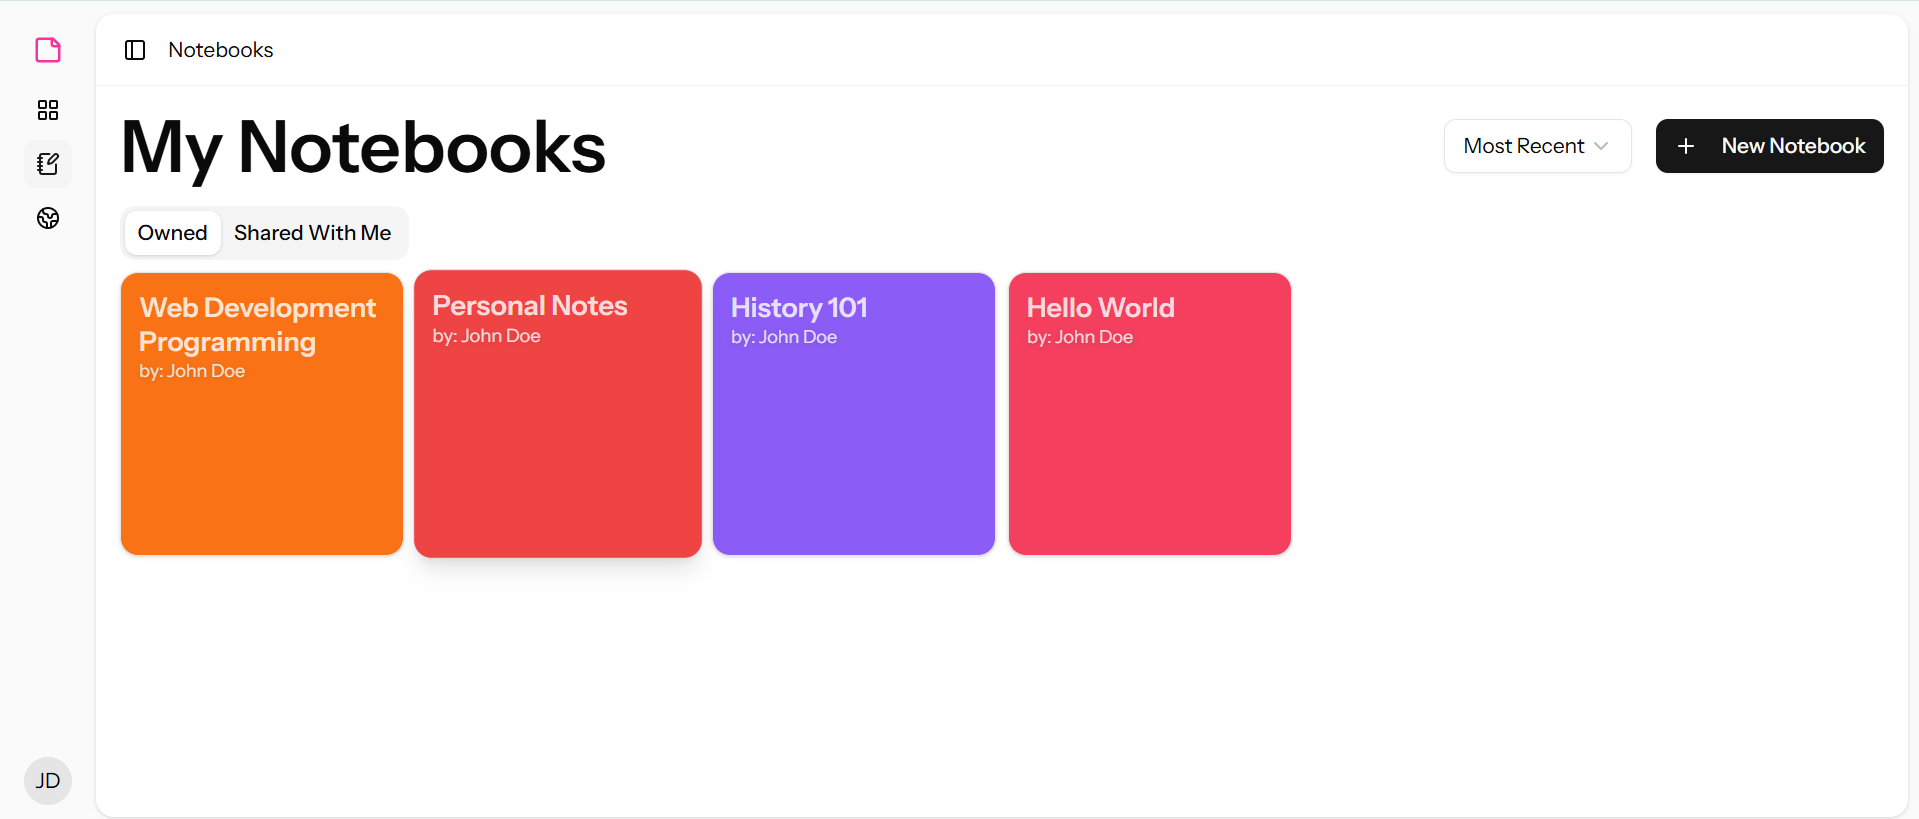 Notebooks
My Notebooks
Most Recent
New Notebook
Owned
Shared With Me
Web Development
Programming
by: John Doe
Personal Notes
by: John Doe
History 101
by: John Doe
Hello World
by: John Doe
JD